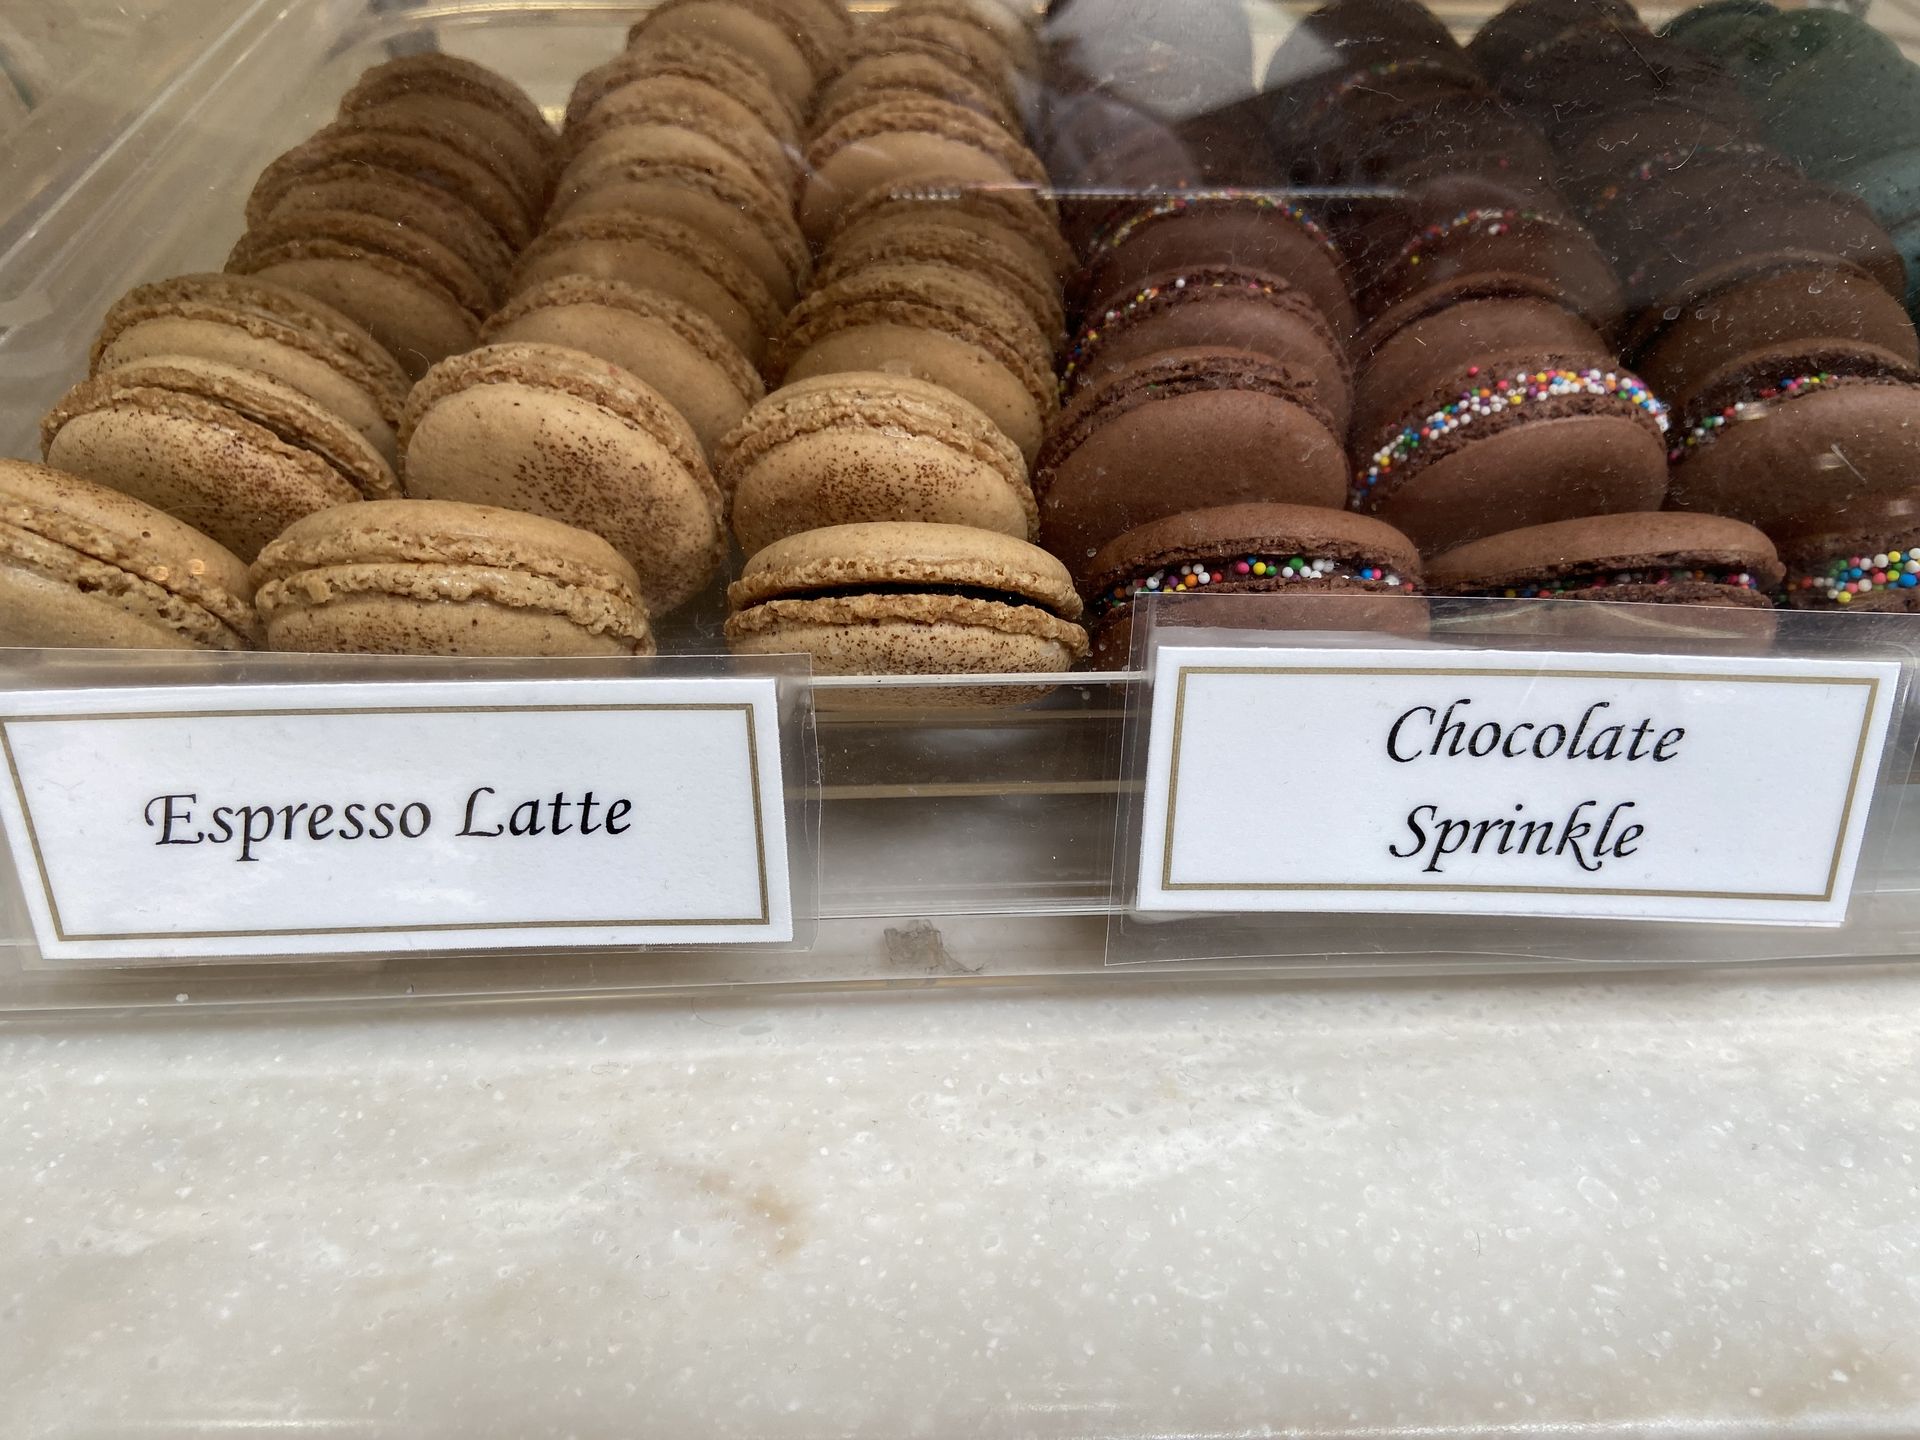 Espresso Latte
Chocolate
Sprinkle